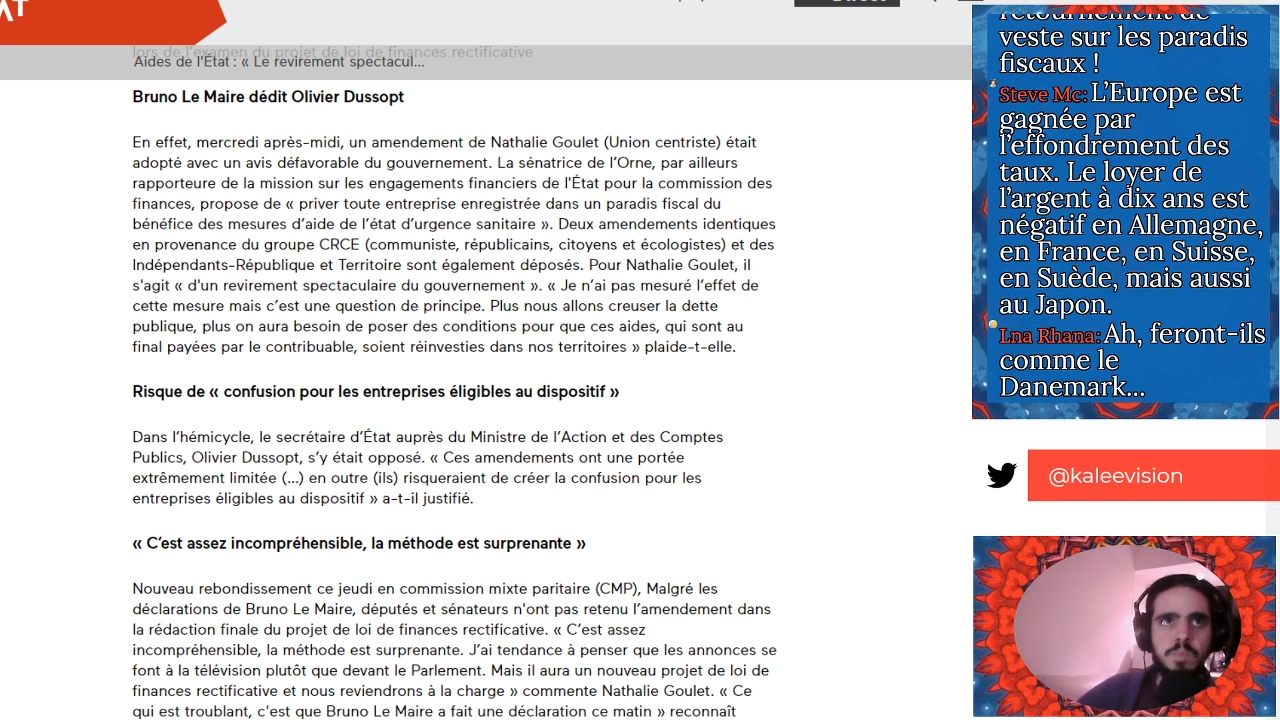 AT
lors de l'examen du projet de loi de finances rectificative
Aides de l'État : « Le revirement spectacul...
Bruno Le Maire dédit Olivier Dussopt
En effet, mercredi après-midi, un amendement de Nathalie Goulet (Union centriste) était
adopté avec un avis défavorable du gouvernement. La sénatrice de l'Orne, par ailleurs
rapporteure de la mission sur les engagements financiers de l'État pour la commission des
finances, propose de « priver toute entreprise enregistrée dans un paradis fiscal du
bénéfice des mesures d'aide de l'état d'urgence sanitaire ». Deux amendements identiques
en provenance du groupe CRCE (communiste, républicains, citoyens et écologistes) et des
Indépendants-République et Territoire sont également déposés. Pour Nathalie Goulet, il
s'agit « d'un revirement spectaculaire du gouvernement ». « Je n'ai pas mesuré l'effet de
cette mesure mais c'est une question de principe. Plus nous allons creuser la dette
publique, plus on aura besoin de poser des conditions pour que ces aides, qui sont au
final payées par le contribuable, soient réinvesties dans nos territoires » plaide-t-elle.
Risque de « confusion pour les entreprises éligibles au dispositif »
Dans l'hémicycle, le secrétaire d'État auprès du Ministre de l'Action et des Comptes
Publics, Olivier Dussopt, s'y était opposé. « Ces amendements ont une portée
extrêmement limitée (...) en outre (ils) risqueraient de créer la confusion pour les
entreprises éligibles au dispositif » a-t-il justifié.
« C'est assez incompréhensible, la méthode est surprenante »
Nouveau rebondissement ce jeudi en commission mixte paritaire (CMP), Malgré les
déclarations de Bruno Le Maire, députés et sénateurs n'ont pas retenu l'amendement dans
la rédaction finale du projet de loi de finances rectificative. « C'est assez
incompréhensible, la méthode est surprenante. J'ai tendance à penser que les annonces se
font à la télévision plutôt que devant le Parlement. Mais il aura un nouveau projet de loi de
finances rectificative et nous reviendrons à la charge » commente Nathalie Goulet. « Ce
qui est troublant, c'est que Bruno Le Maire a fait une déclaration ce matin » reconnaît
retournement de
veste sur les paradis
fiscaux !
Steve Mc: L'Europe est
gagnée par
l'effondrement des
taux. Le loyer de
l'argent à dix ans est
négatif en Allemagne,
en France, en Suisse,
en Suède, mais aussi
au Japon.
Lna Rhana: Ah, feront-ils
comme le
Danemark...
@kaleevision